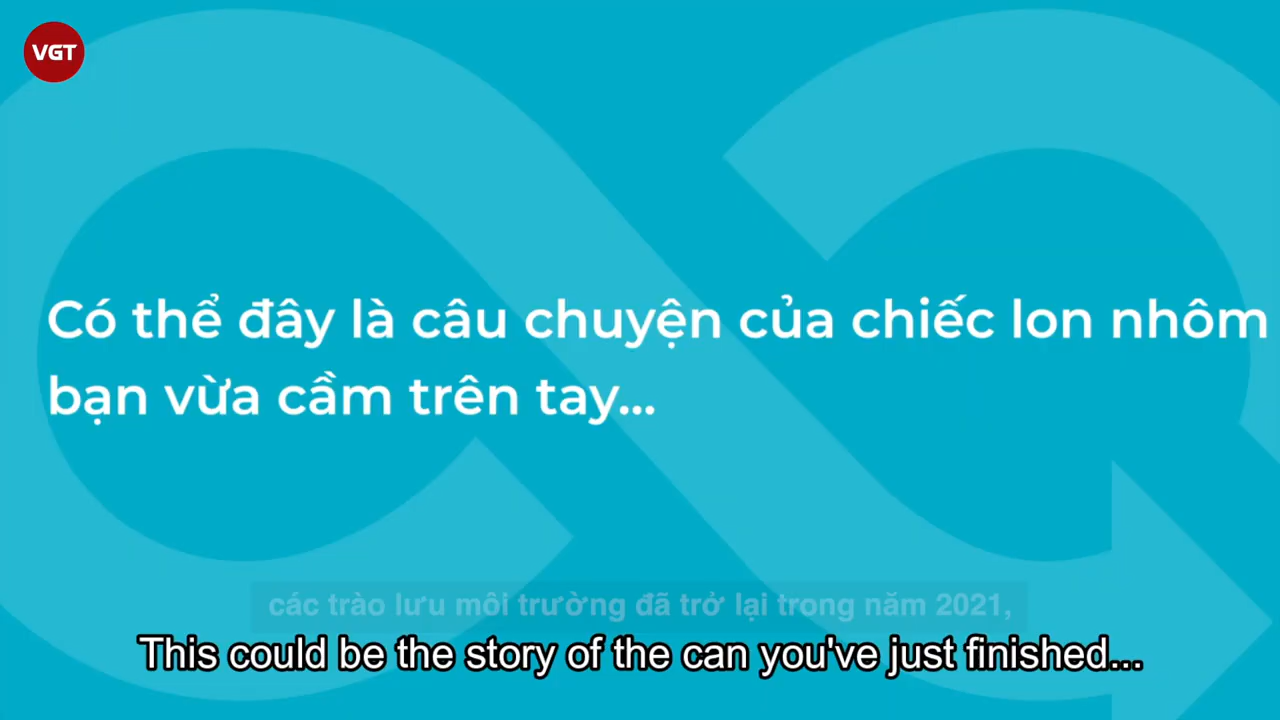 VGT
Có thể đây là câu chuyện của chiếc lon nhôm
bạn vừa cầm trên tay...
các trào lưu môi trường đã trở lại trong năm 2021,
This could be the story of the can you've just finished...